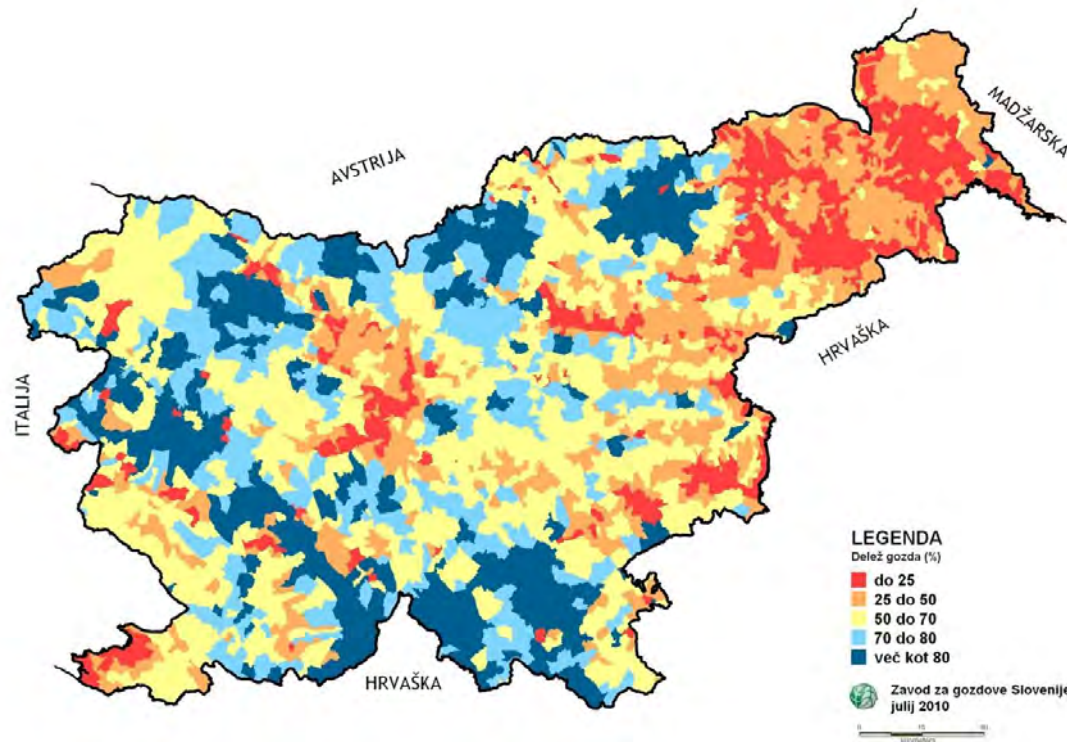 MADŽARSKA
AVSTRIJA
HRVAŠKA
ITALIJA
HRVAŠKA
LEGENDA
Delež gozda (%)
do 25
25 do 50
50 do 70
70 do 80
več kot 80
Zavod za gozdove Slovenije
julij 2010
0